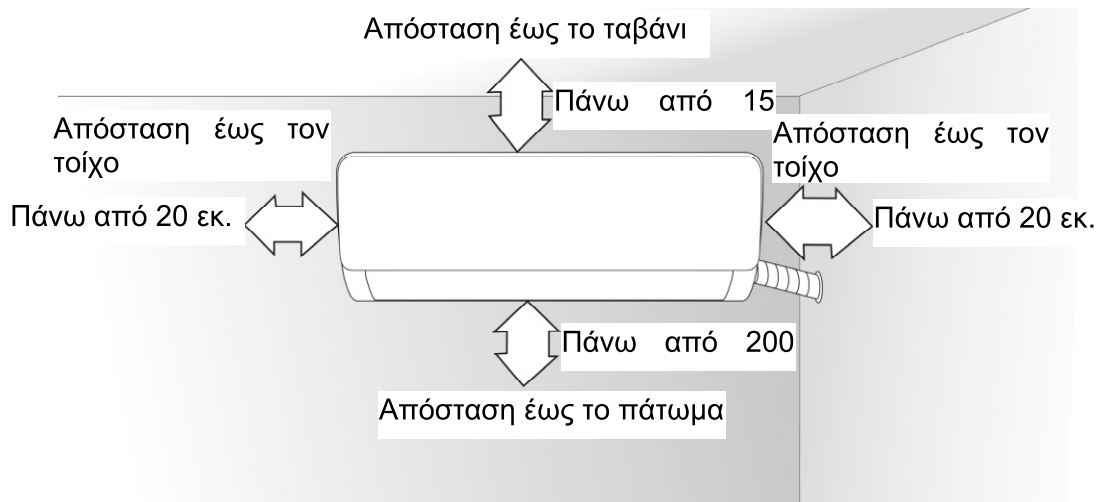 Απόσταση έως το ταβάνι
Πάνω από 15
Απόσταση έως τον
τοίχο
Πάνω από 20 εκ.
Απόσταση έως τον
τοίχο
Πάνω από 20 εκ.
Πάνω από 200
Απόσταση έως το πάτωμα